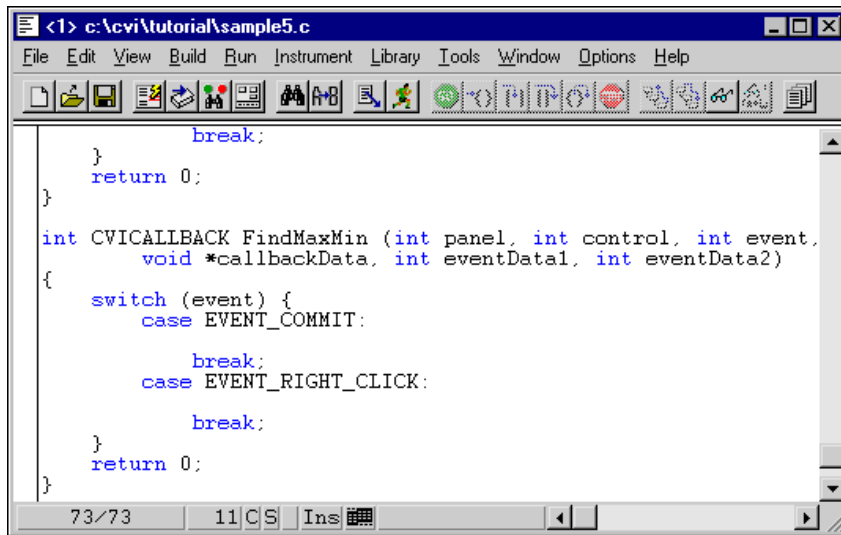 <1> c:\cvi\tutorial\sample5.c
File Edit View Build Run Instrument Library Tools Window Options Help
break;
}
return 0;
}
int CVICALLBACK FindMaxMin (int panel, int control, int event,
void *callbackData, int eventData1, int eventData2)
{
switch (event) {
case EVENT_COMMIT:
break;
case EVENT_RIGHT_CLICK:
break;
}
return 0;
}
73/73 11 C S Ins